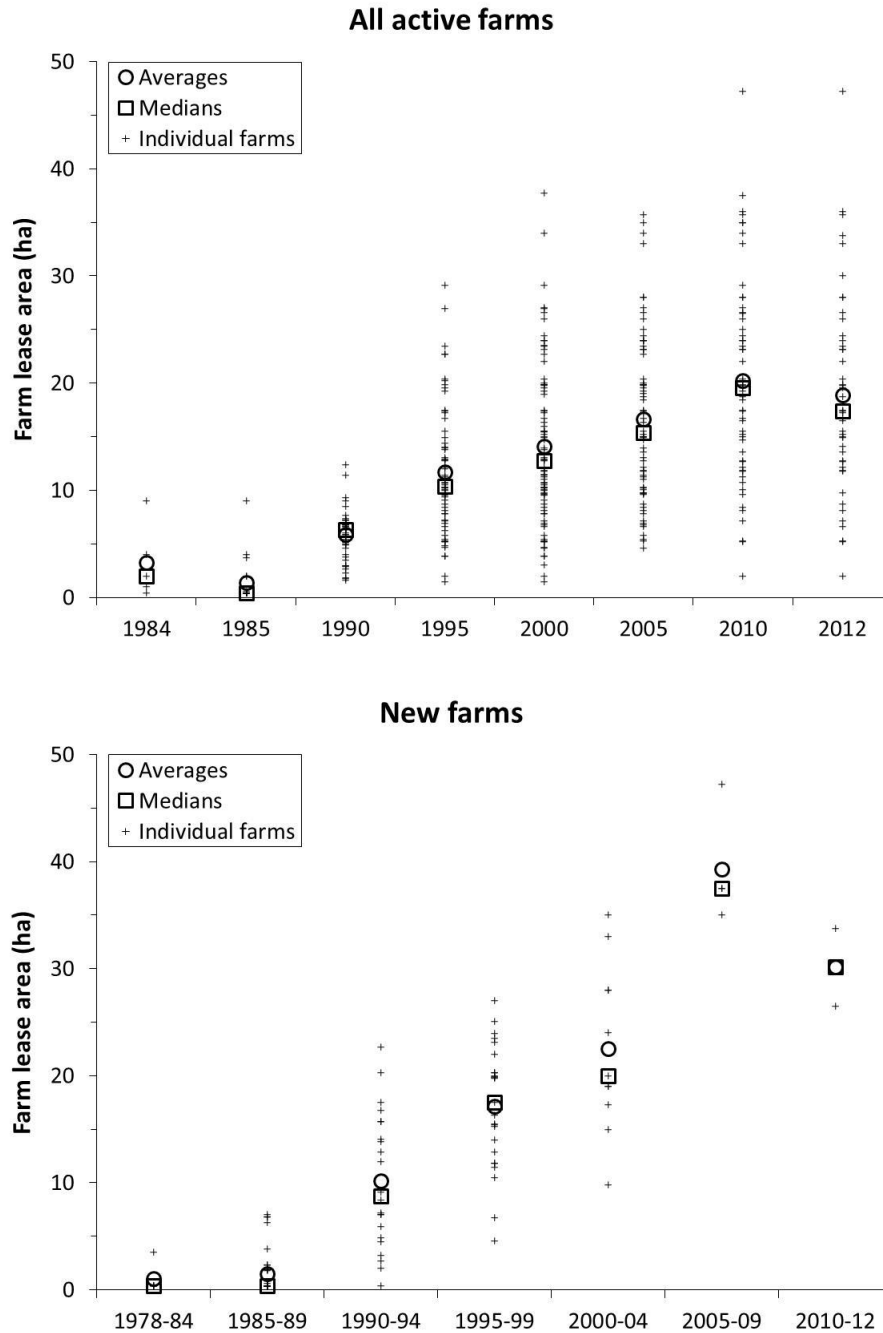 All active farms
50
40
30
20
10
0
Farm lease area (ha)
Averages
Medians
Individual farms
1984 1985 1990 1995 2000 2005 2010 2012
New farms
50
40
30
20
10
0
Farm lease area (ha)
Averages
Medians
Individual farms
1978-84 1985-89 1990-94 1995-99 2000-04 2005-09 2010-12